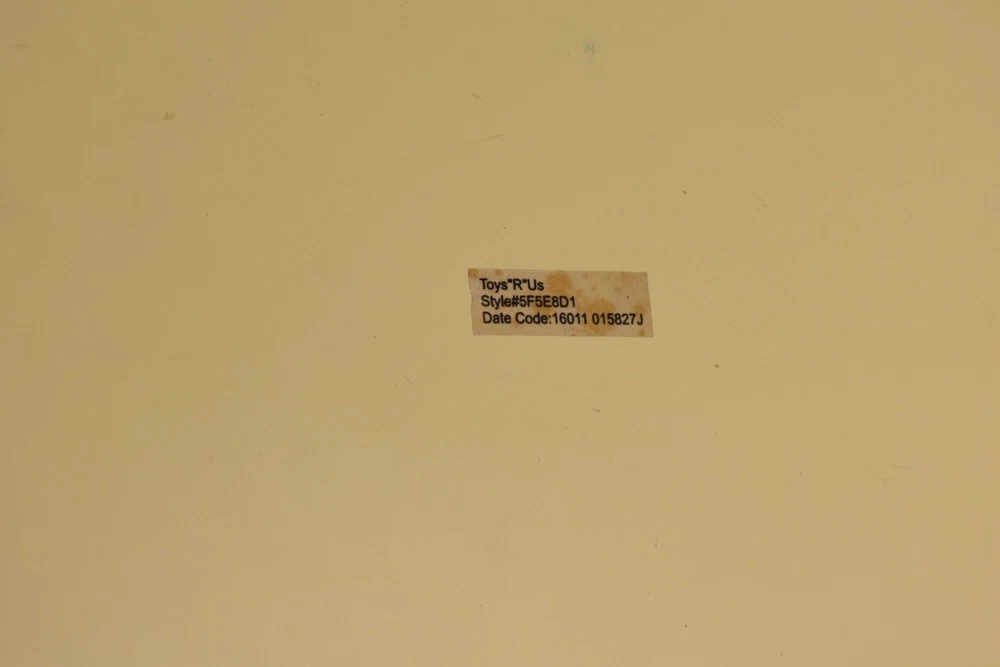 Toys"R"Us
Style#5F5E8D1
Date Code:16011 015827J